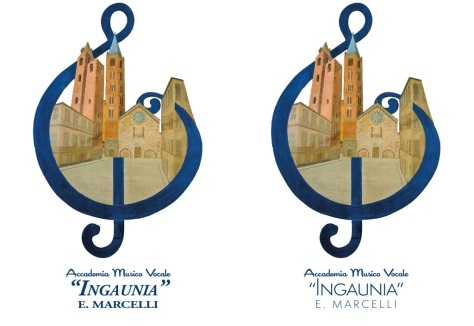 Accademia Musico Vocale
“INGAUNIA”
E. MARCELLI
Accademia Musico Vocale
“INGAUNIA”
E. MARCELLI